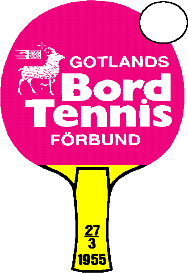 GOTLANDS
Bord
Tennis
FÖRBUND
27
3
1955